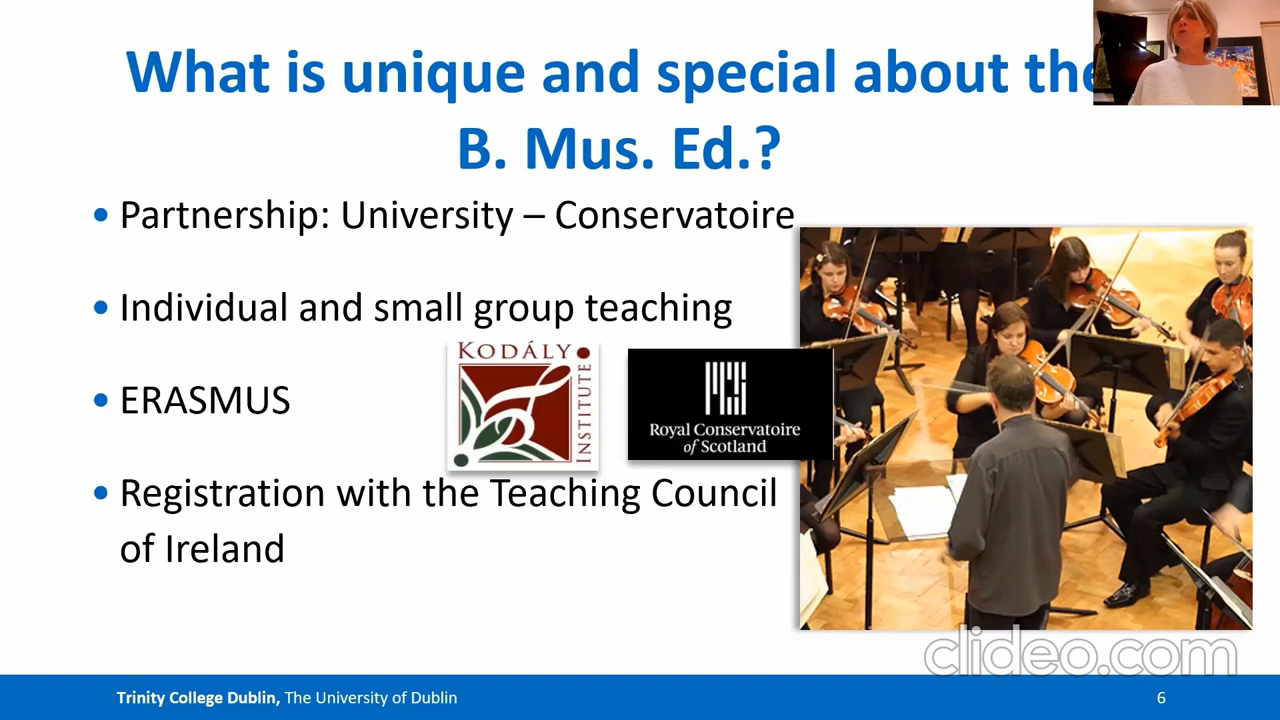 What is unique and special about the
B. Mus. Ed.?
• Partnership: University – Conservatoire
• Individual and small group teaching
• ERASMUS
KODÁLY
INSTITUTE
Royal Conservatoire
of Scotland
• Registration with the Teaching Council
of Ireland
clideo.com
Trinity College Dublin, The University of Dublin
6